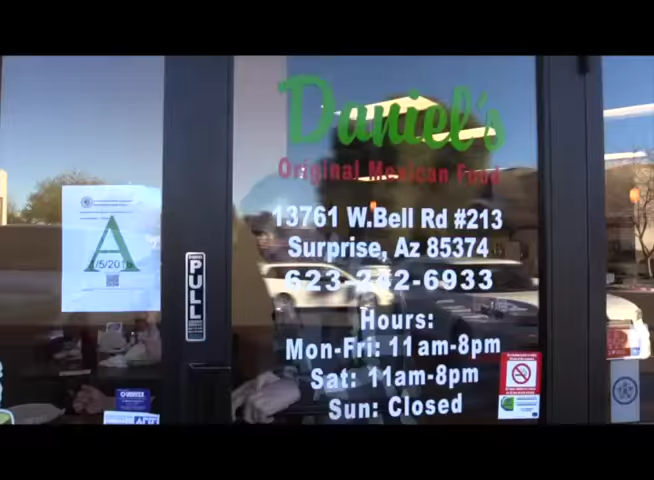 Daniel's
Original Mexican Food
13761 W.Bell Rd #213
Surprise, Az 85374
623-242-6933
Hours:
Mon-Fri: 11am-8pm
Sat: 11am-8pm
Sun: Closed
A
PULL